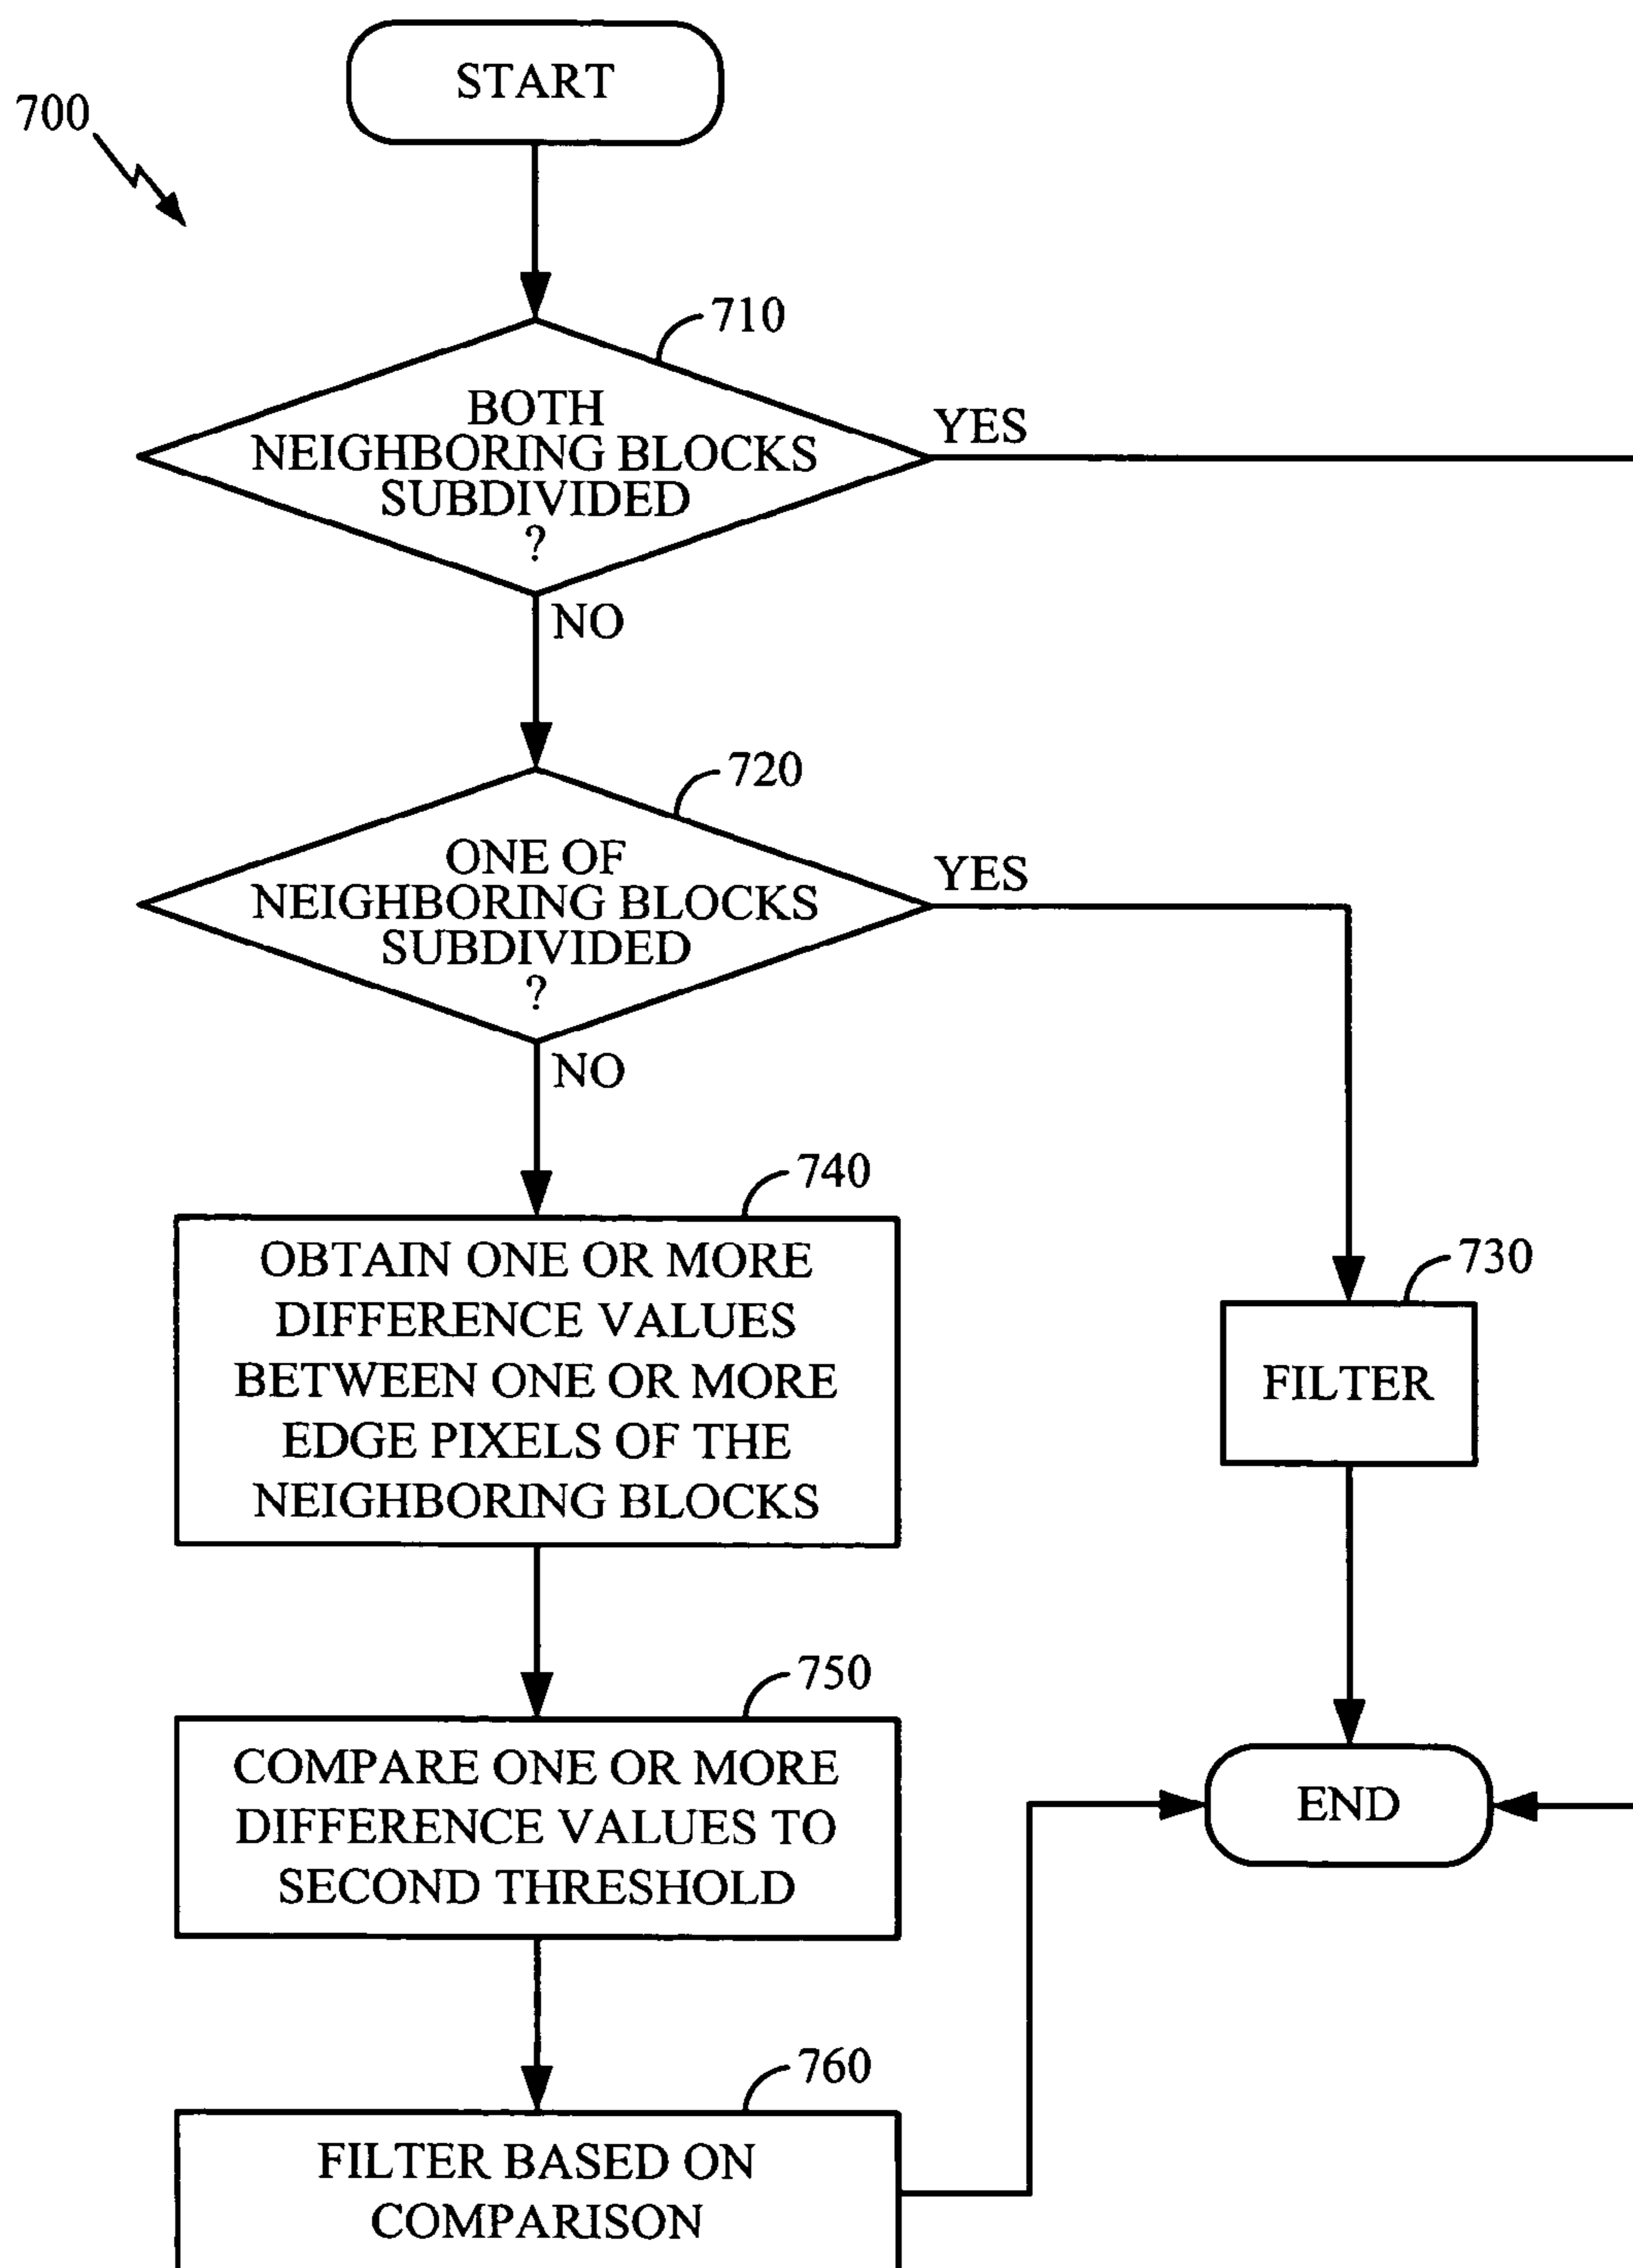 START
700
710
BOTH
NEIGHBORING BLOCKS
SUBDIVIDED
?
YES
NO
720
ONE OF
NEIGHBORING BLOCKS
SUBDIVIDED
?
YES
NO
740
OBTAIN ONE OR MORE
DIFFERENCE VALUES
BETWEEN ONE OR MORE
EDGE PIXELS OF THE
NEIGHBORING BLOCKS
730
FILTER
750
COMPARE ONE OR MORE
DIFFERENCE VALUES TO
SECOND THRESHOLD
END
760
FILTER BASED ON
COMPARISON